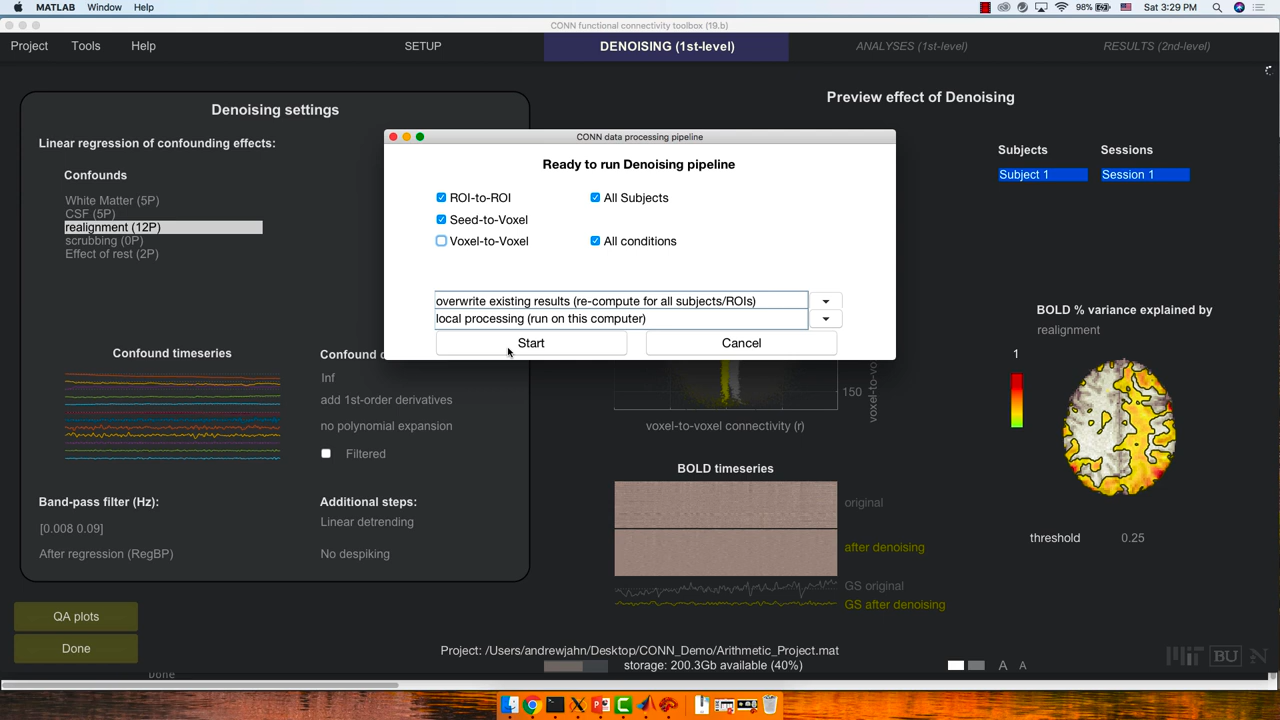 MATLAB Window Help
98% Sat 3:29 PM
CONN functional connectivity toolbox (19.b)
Project Tools Help SETUP DENOISING (1st-level) ANALYSES (1st-level) RESULTS (2nd-level)
Denoising settings
Linear regression of confounding effects:
Confounds
White Matter (5P)
CSF (5P)
realignment (12P)
scrubbing (0P)
Effect of rest (2P)
Confound timeseries
Confound
Inf
add 1st-order derivatives
no polynomial expansion
Filtered
Band-pass filter (Hz):
[0.008 0.09]
After regression (RegBP)
Additional steps:
Linear detrending
No despiking
QA plots
Done
Done
CONN data processing pipeline
Ready to run Denoising pipeline
ROI-to-ROI
Seed-to-Voxel
Voxel-to-Voxel
All Subjects
All conditions
overwrite existing results (re-compute for all subjects/ROIs)
local processing (run on this computer)
Start Cancel
Preview effect of Denoising
Subjects Sessions
Subject 1 Session 1
150
voxel-to-voxel connectivity (r)
BOLD timeseries
original
after denoising
GS original
GS after denoising
BOLD % variance explained by
realignment
1
threshold 0.25
Project: /Users/andrewjahn/Desktop/CONN_Demo/Arithmetic_Project.mat
storage: 200.3Gb available (40%)
A A
MIT BU N